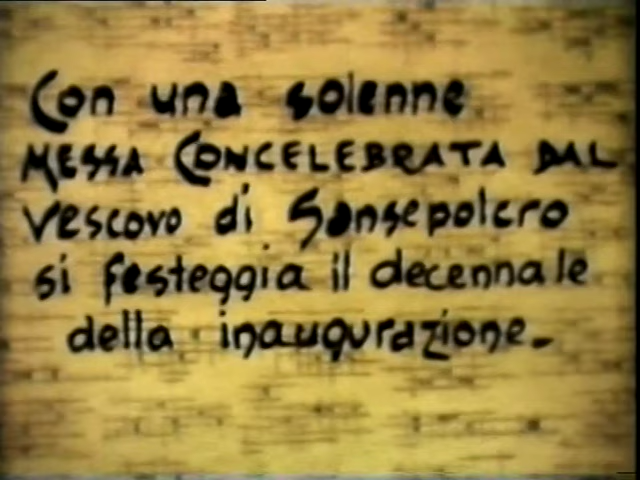 Con una solenne
MESSA CONCELEBRATA DAL
Vescovo di Sansepolcro
si festeggia il decennale
della inaugurazione.-